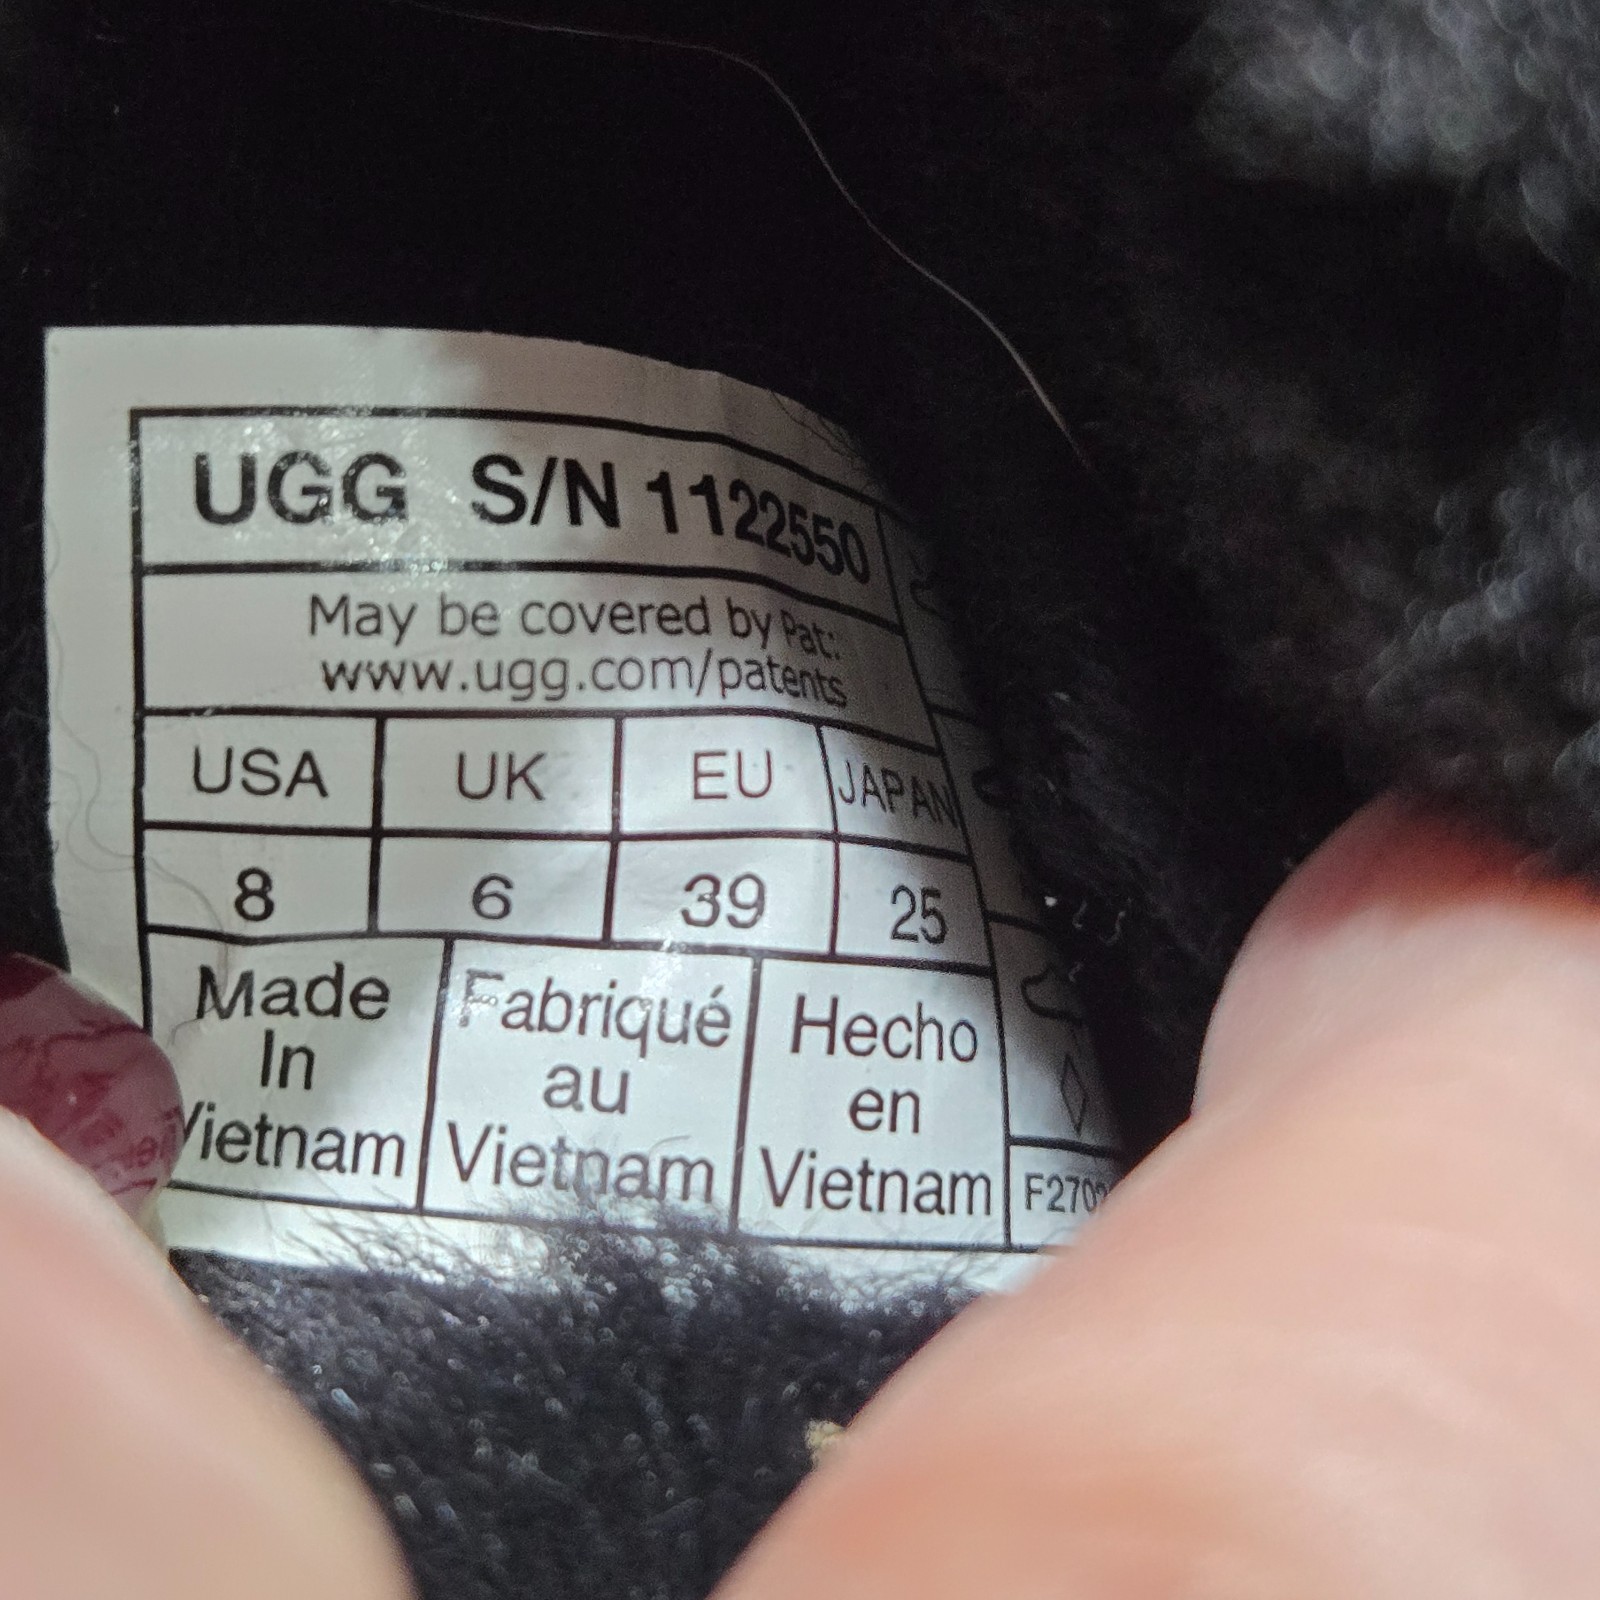 UGG S/N 1122550
May be covered by Pat:
www.ugg.com/patents
USA UK EU JAPAN
8 6 39 25
Made
In
Vietnam
Fabriqué
au
Vietnam
Hecho
en
Vietnam